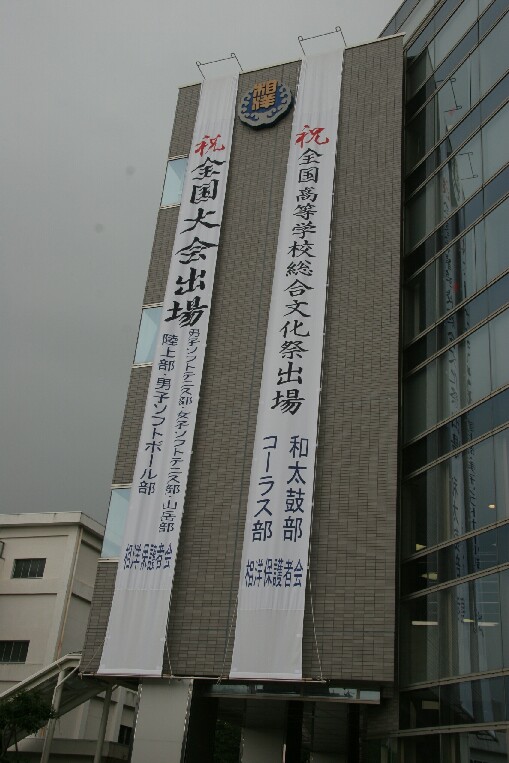 相洋
祝 全国高等学校総合文化祭出場
和太鼓部
コーラス部
相洋保護者会
祝 全国大会出場
男子ソフトテニス部・女子ソフトテニス部・山岳部
陸上部・男子ソフトボール部
相洋保護者会